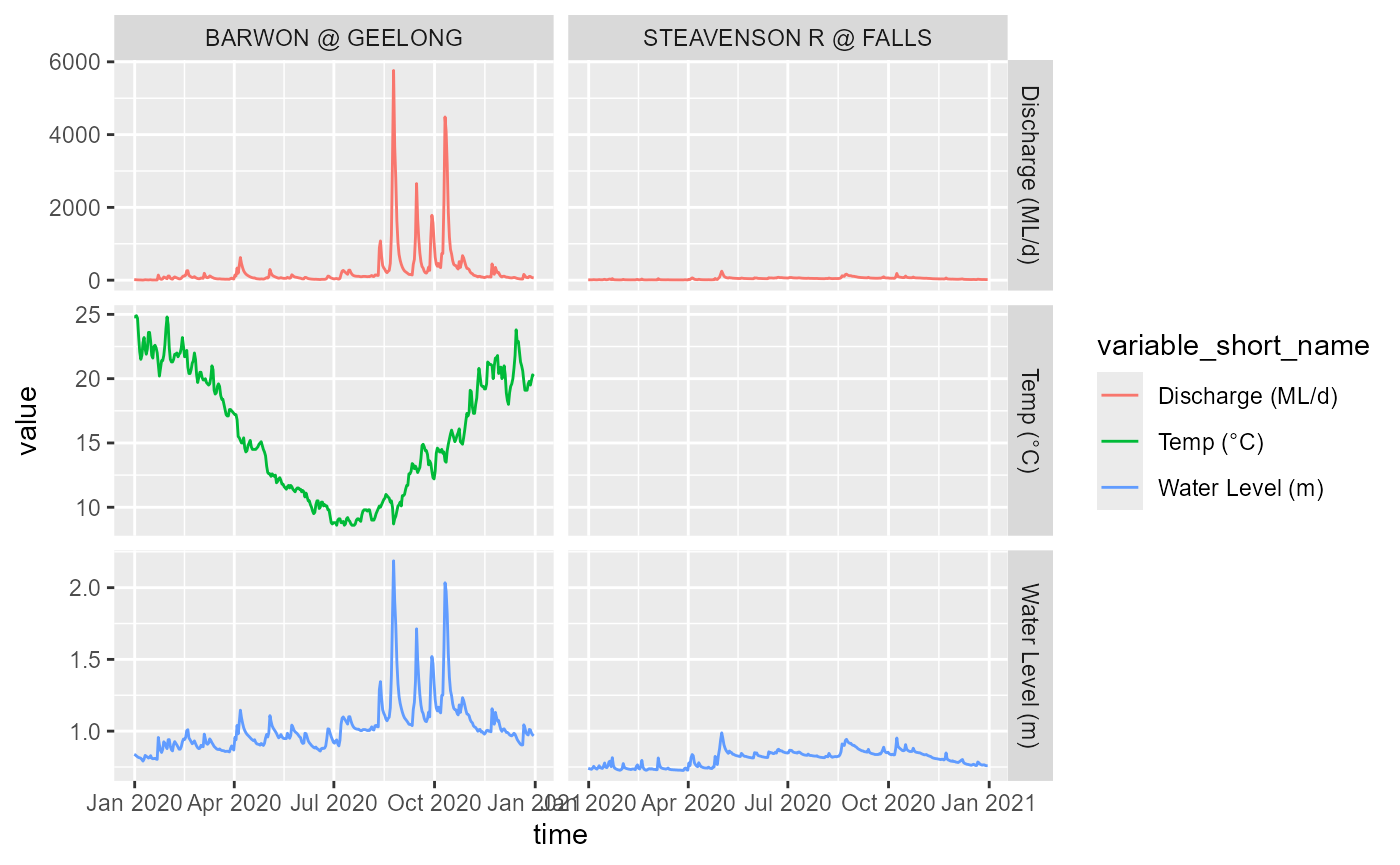 BARWON @ GEELONG
STEAVENSON R @ FALLS
6000
4000
2000
0
Discharge (ML/d)
25
20
15
10
Temp (°C)
2.0
1.5
1.0
Water Level (m)
value
Jan 2020 Apr 2020 Jul 2020 Oct 2020 Jan 2021
Jan 2020 Apr 2020 Jul 2020 Oct 2020 Jan 2021
time
variable_short_name
Discharge (ML/d)
Temp (°C)
Water Level (m)